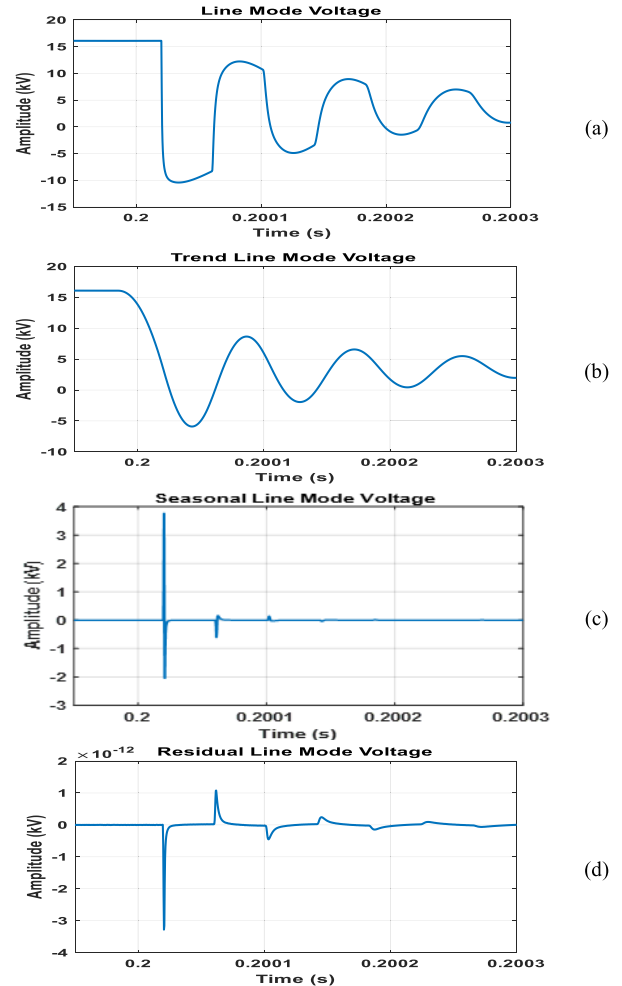 Line Mode Voltage
20
15
10
5
0
-5
-10
-15
Amplitude (kV)
0.2
0.2001
0.2002
0.2003
Time (s)
(a)
Trend Line Mode Voltage
20
15
10
5
0
-5
-10
Amplitude (kV)
0.2
0.2001
0.2002
0.2003
Time (s)
(b)
Seasonal Line Mode Voltage
4
3
2
1
0
-1
-2
-3
Amplitude (kV)
0.2
0.2001
0.2002
0.2003
Time (s)
(c)
Residual Line Mode Voltage
× 10⁻¹²
2
1
0
-1
-2
-3
-4
Amplitude (kV)
0.2
0.2001
0.2002
0.2003
Time (s)
(d)